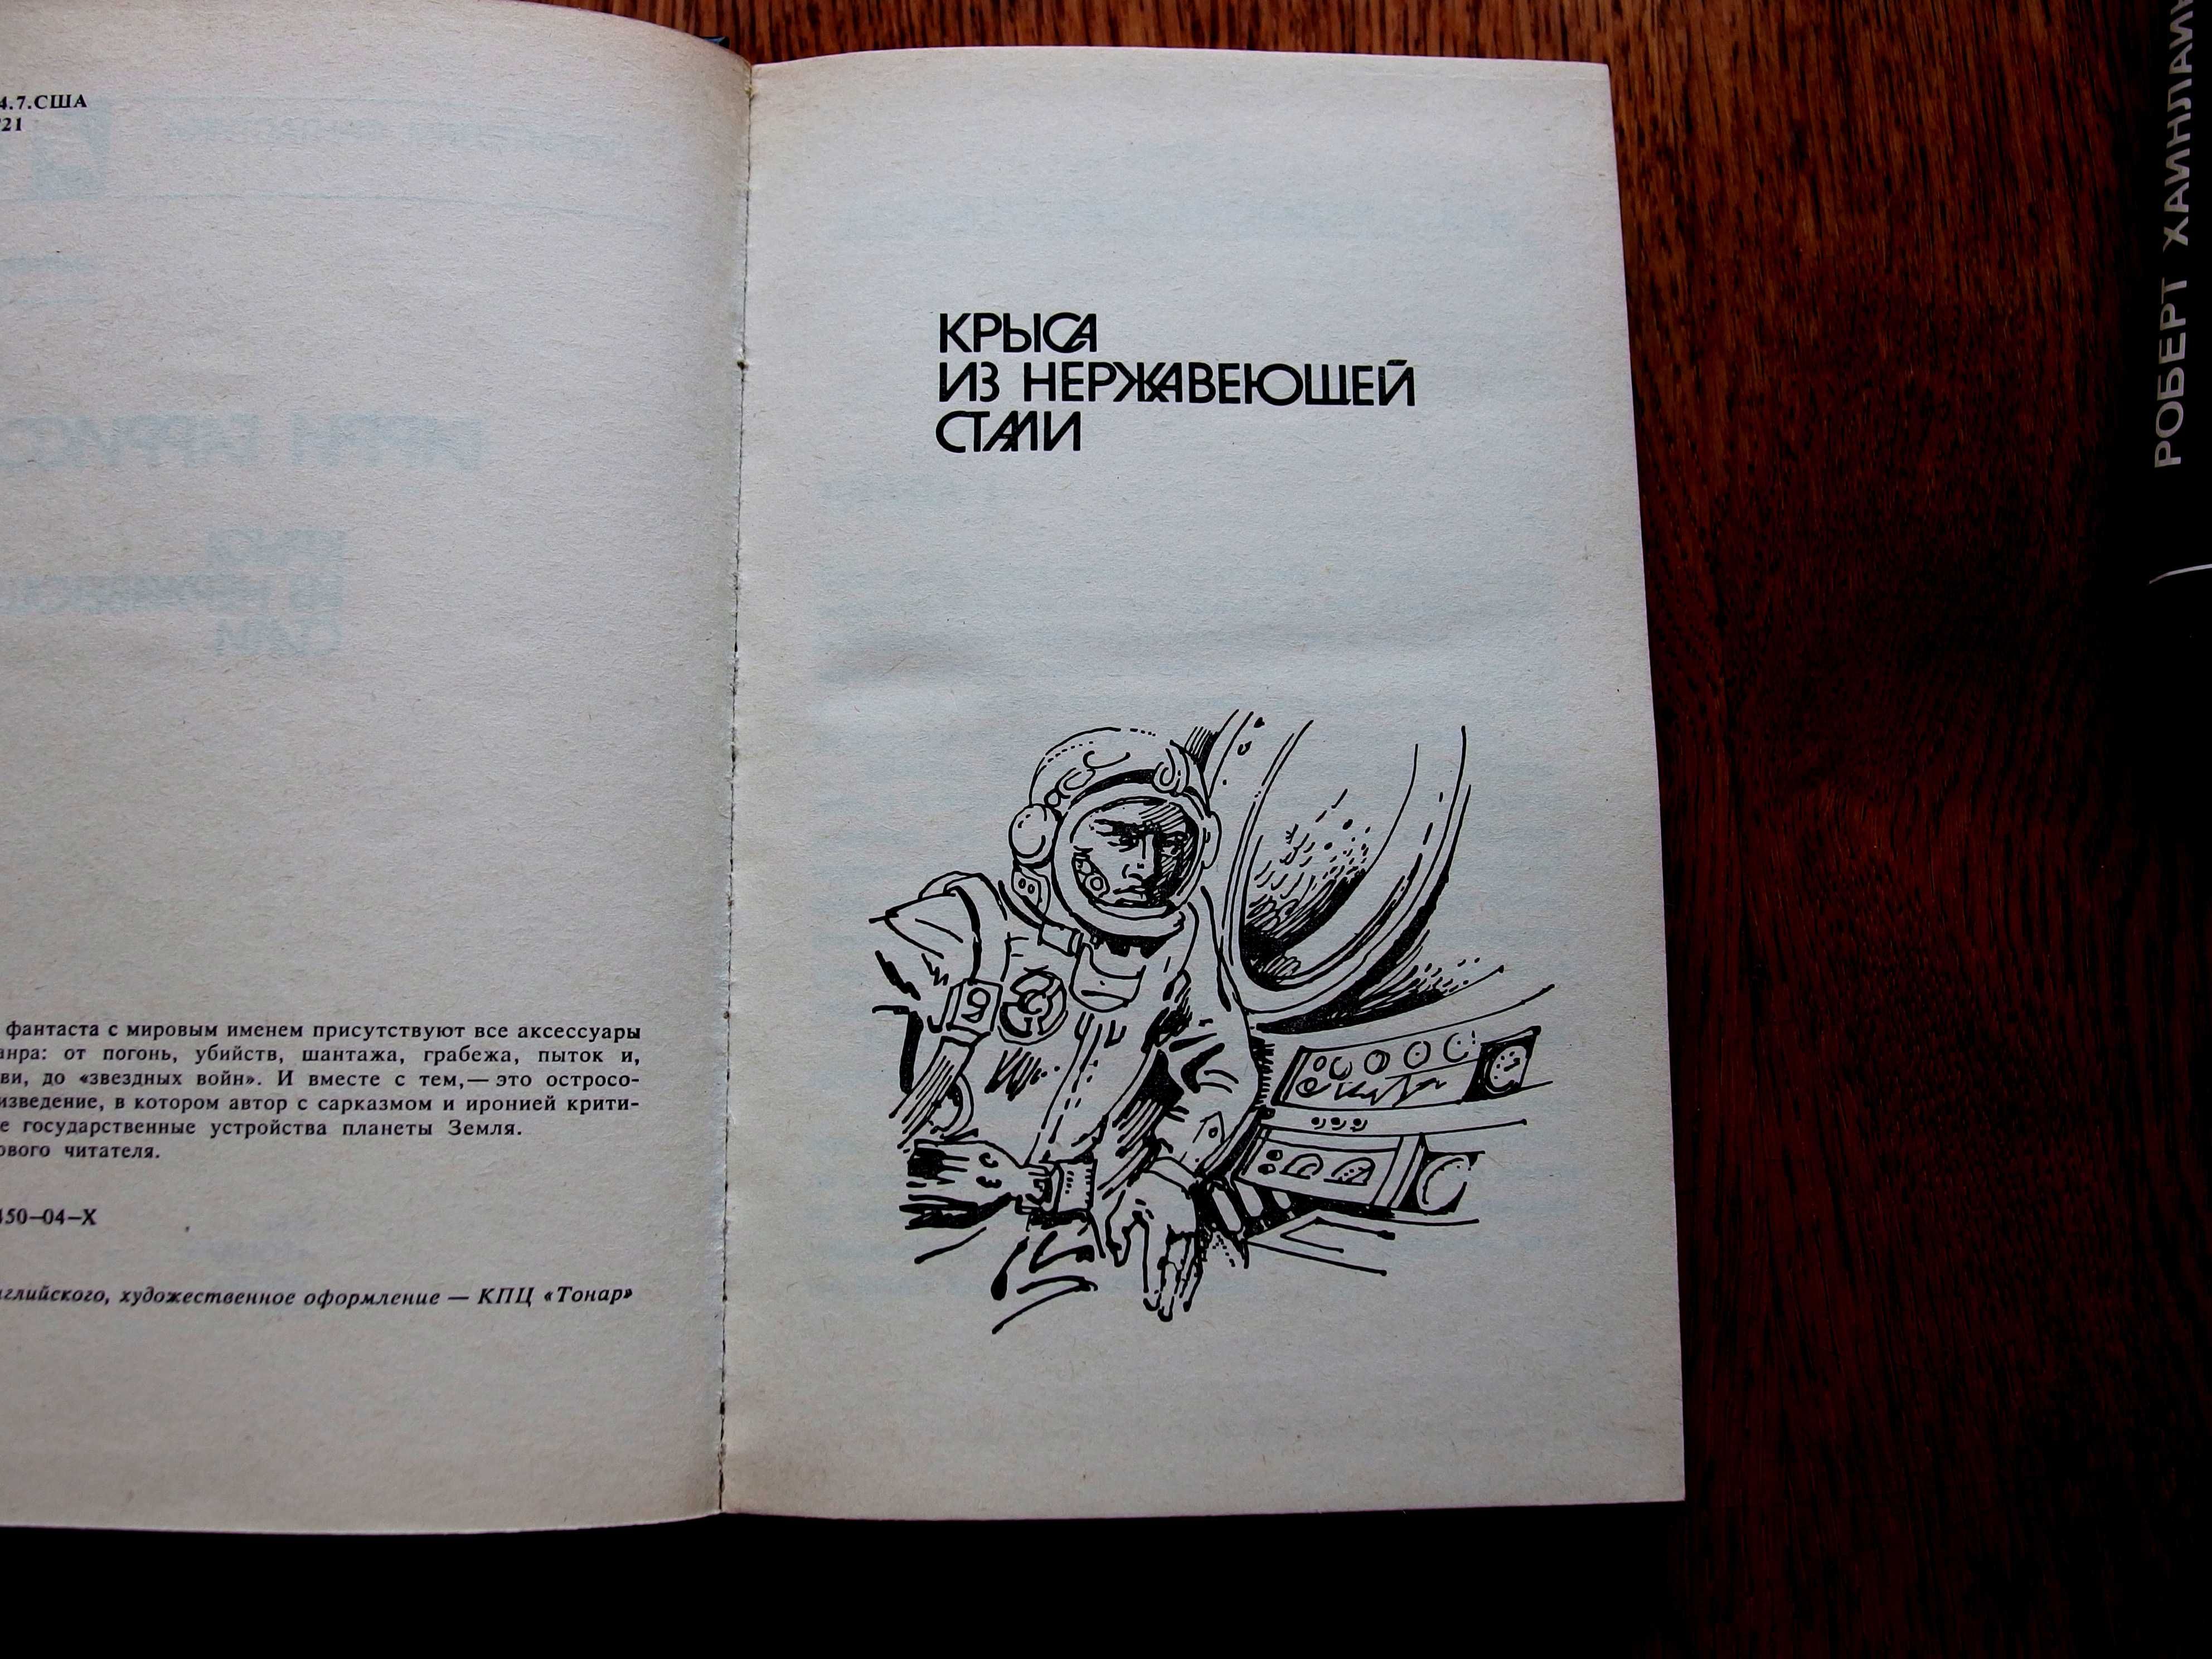 4.7.США
21
фантаста с мировым именем присутствуют все аксессуары
анра: от погонь, убийств, шантажа, грабежа, пыток и,
ви, до «звездных войн». И вместе с тем,— это остросо-
изведение, в котором автор с сарказмом и иронией крити-
е государственные устройства планеты Земля.
ового читателя.
450–04–X
глийского, художественное оформление — КПЦ «Тонар»
КРЫСА
ИЗ НЕРЖАВЕЮЩЕЙ
СТАЛИ
РОБЕРТ ХАИНЛАИН